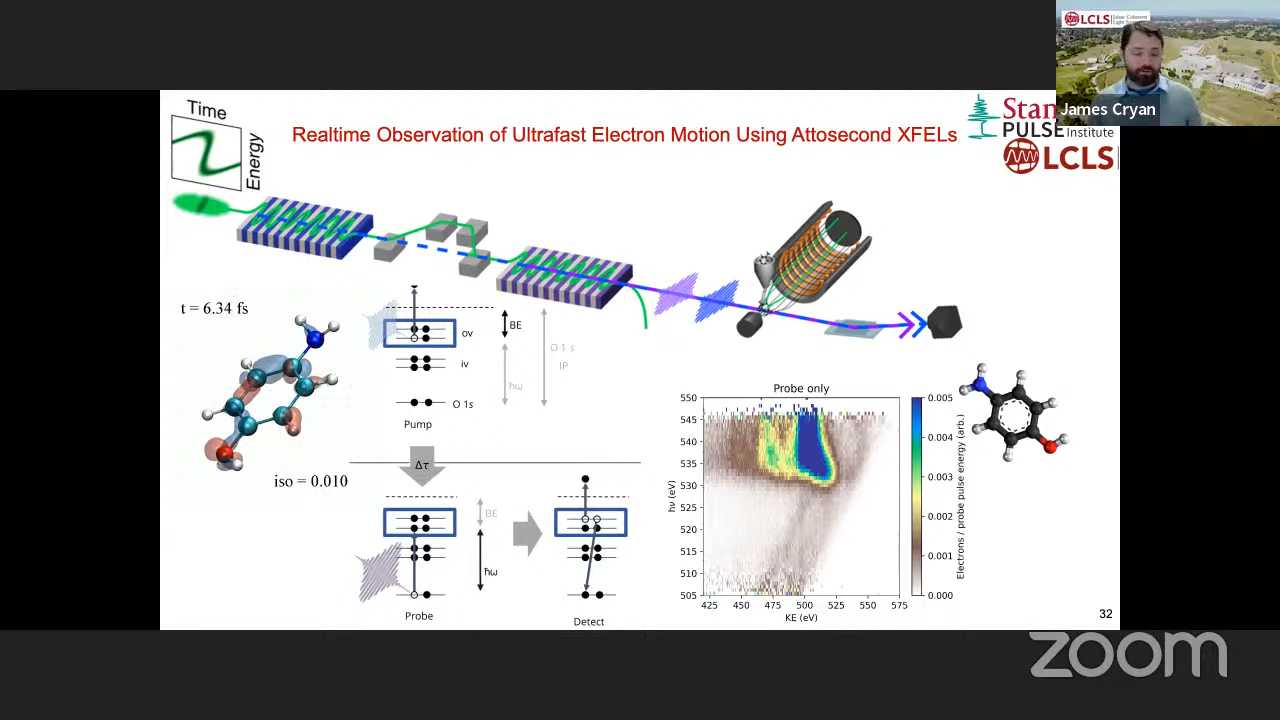 LCLS
James Cryan
Time
Energy
Realtime Observation of Ultrafast Electron Motion Using Attosecond XFELs
Stan
PULSE Institute
LCLS
t = 6.34 fs
BE
ov
iv
ħω
O 1 s
IP
O 1s
Pump
Δτ
iso = 0.010
BE
ħω
Probe
Detect
Probe only
hν (eV)
550
545
540
535
530
525
520
515
510
505
425
450
475
500
525
550
575
KE (eV)
0.005
0.004
0.003
0.002
0.001
0.000
Electrons / probe pulse energy (arb.)
32
zoom